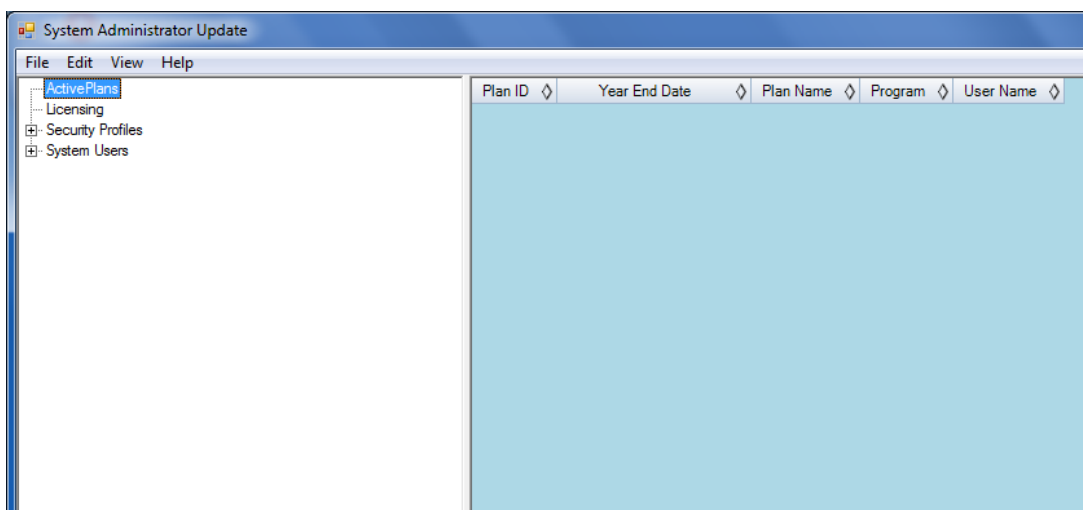 System Administrator Update
File Edit View Help
ActivePlans
Licensing
Security Profiles
System Users
Plan ID Year End Date Plan Name Program User Name